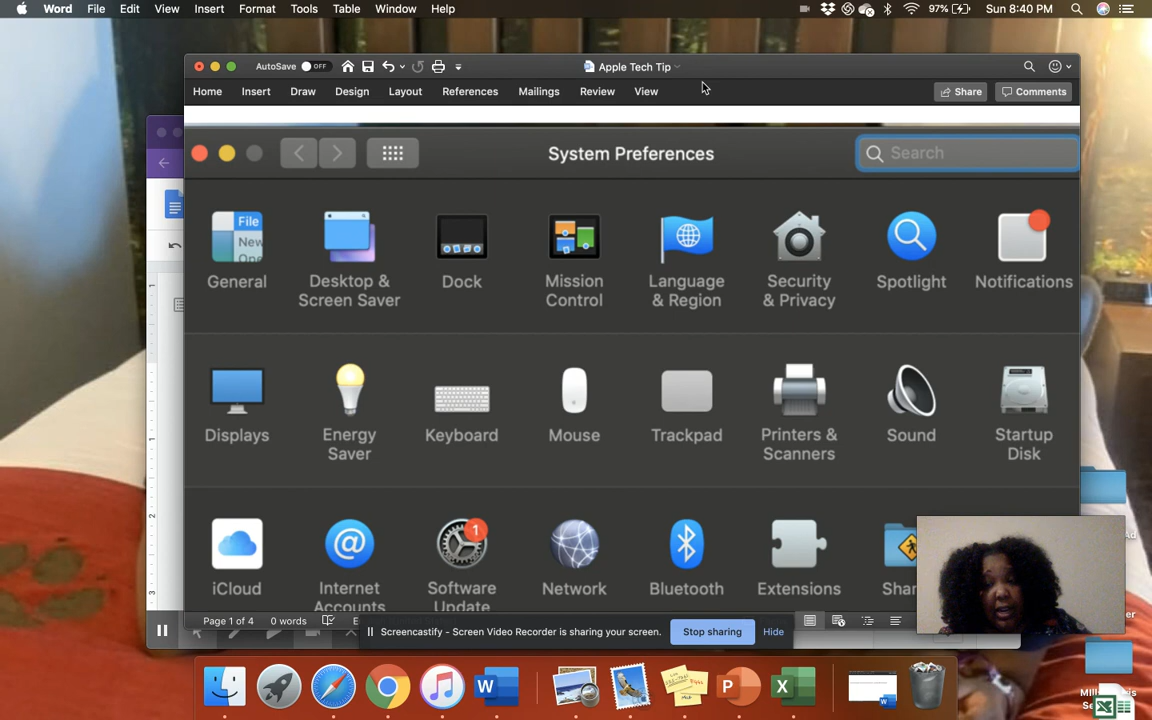 Word File Edit View Insert Format Tools Table Window Help 97% Sun 8:40 PM
AutoSave OFF Apple Tech Tip
Home Insert Draw Design Layout References Mailings Review View Share Comments
System Preferences Search
File
New
General
Desktop &
Screen Saver
Dock
Mission
Control
Language
& Region
Security
& Privacy
Spotlight
Notifications
Displays
Energy
Saver
Keyboard
Mouse
Trackpad
Printers &
Scanners
Sound
Startup
Disk
iCloud
@
Internet
Accounts
1
Software
Update
Network
Bluetooth
Extensions
Shar
Page 1 of 4 0 words
Screencastify - Screen Video Recorder is sharing your screen. Stop sharing Hide
W
P
X